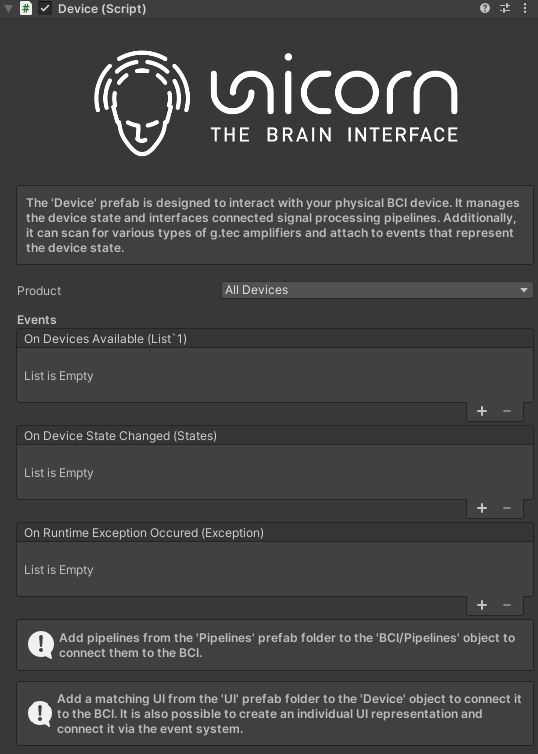 Device (Script)
unicorn
THE BRAIN INTERFACE
The 'Device' prefab is designed to interact with your physical BCI device. It manages
the device state and interfaces connected signal processing pipelines. Additionally,
it can scan for various types of g.tec amplifiers and attach to events that represent
the device state.
Product
All Devices
Events
On Devices Available (List`1)
List is Empty
+ −
On Device State Changed (States)
List is Empty
+ −
On Runtime Exception Occured (Exception)
List is Empty
+ −
Add pipelines from the 'Pipelines' prefab folder to the 'BCI/Pipelines' object to
connect them to the BCI.
Add a matching UI from the 'UI' prefab folder to the 'Device' object to connect it
to the BCI. It is also possible to create an individual UI representation and
connect it via the event system.